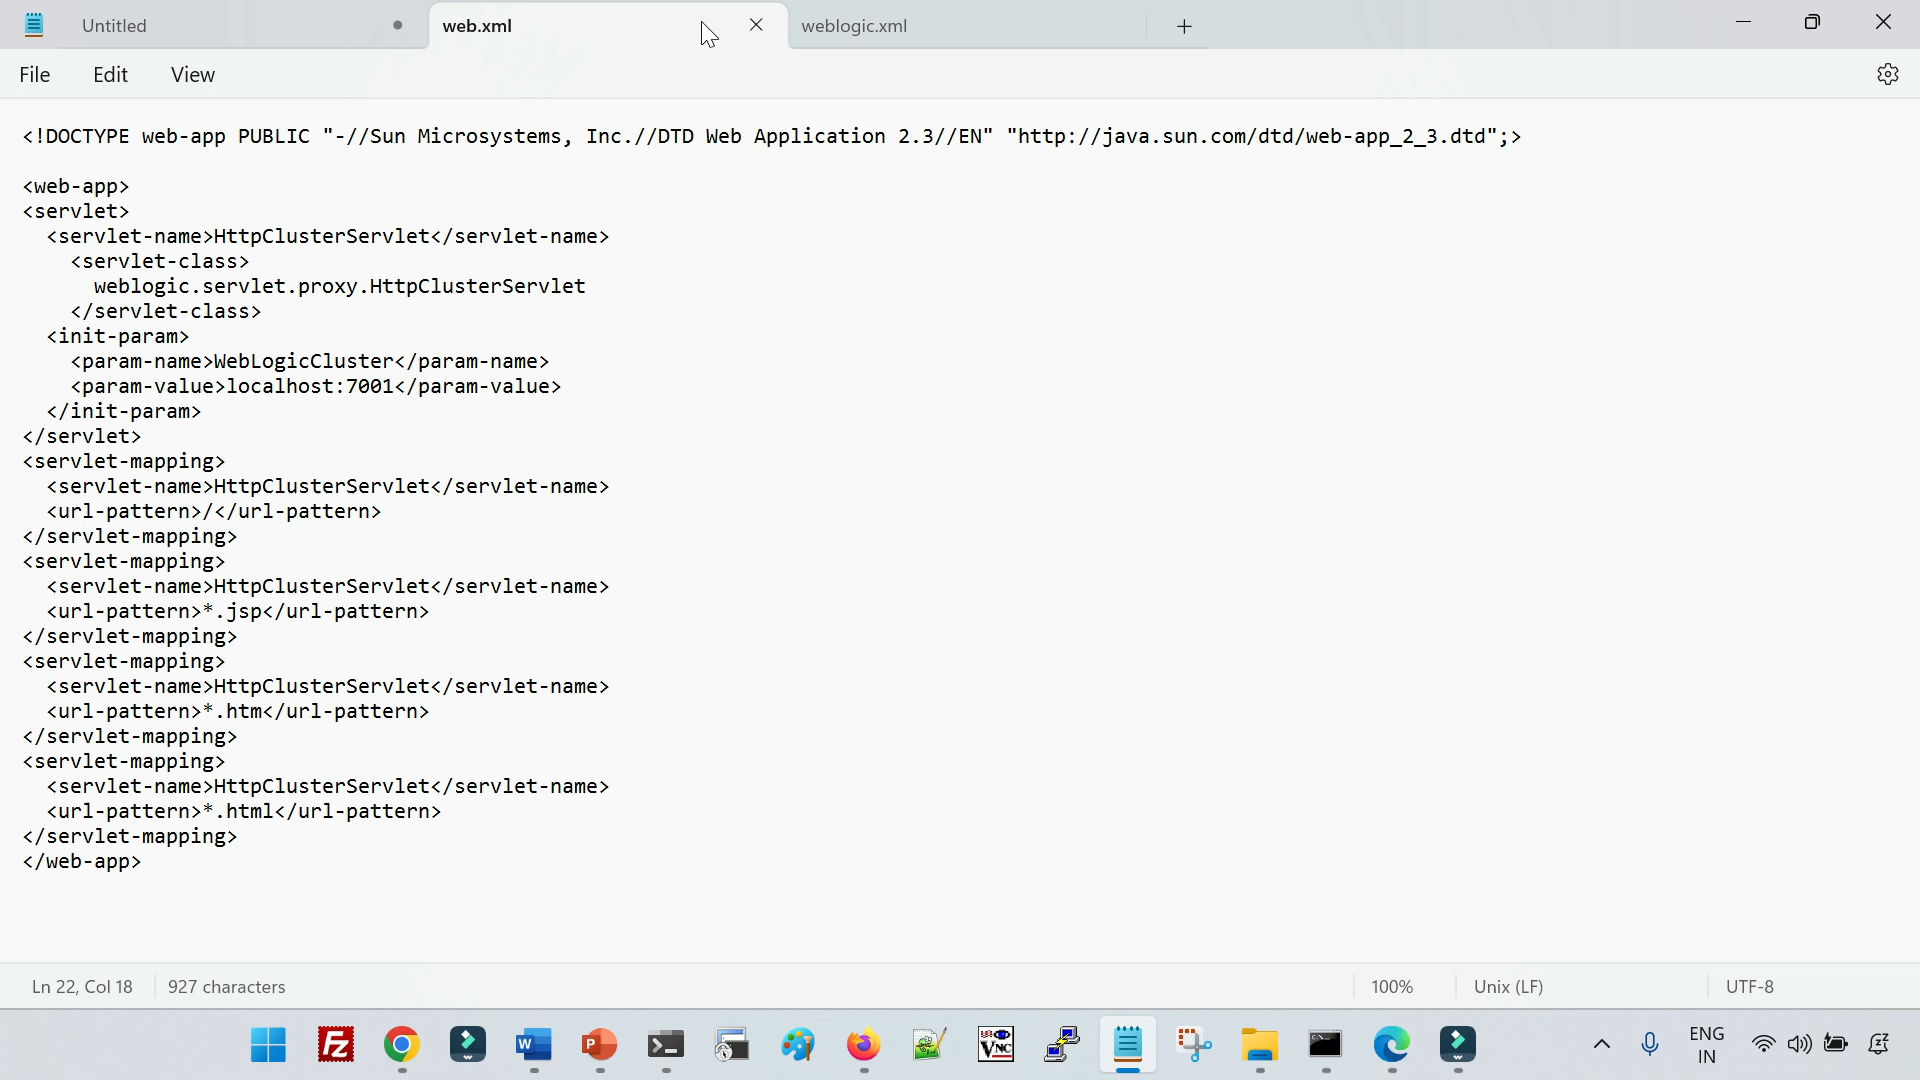 Untitled
web.xml
weblogic.xml
File Edit View
<!DOCTYPE web-app PUBLIC "-//Sun Microsystems, Inc.//DTD Web Application 2.3//EN" "http://java.sun.com/dtd/web-app_2_3.dtd";>
<web-app>
<servlet>
  <servlet-name>HttpClusterServlet</servlet-name>
    <servlet-class>
      weblogic.servlet.proxy.HttpClusterServlet
    </servlet-class>
  <init-param>
    <param-name>WebLogicCluster</param-name>
    <param-value>localhost:7001</param-value>
  </init-param>
</servlet>
<servlet-mapping>
  <servlet-name>HttpClusterServlet</servlet-name>
  <url-pattern>/</url-pattern>
</servlet-mapping>
<servlet-mapping>
  <servlet-name>HttpClusterServlet</servlet-name>
  <url-pattern>*.jsp</url-pattern>
</servlet-mapping>
<servlet-mapping>
  <servlet-name>HttpClusterServlet</servlet-name>
  <url-pattern>*.htm</url-pattern>
</servlet-mapping>
<servlet-mapping>
  <servlet-name>HttpClusterServlet</servlet-name>
  <url-pattern>*.html</url-pattern>
</servlet-mapping>
</web-app>
Ln 22, Col 18 927 characters 100% Unix (LF) UTF-8
ENG
IN